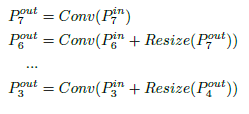 P_7^{out} = Conv(P_7^{in})
P_6^{out} = Conv(P_6^{in} + Resize(P_7^{out}))
...
P_3^{out} = Conv(P_3^{in} + Resize(P_4^{out}))